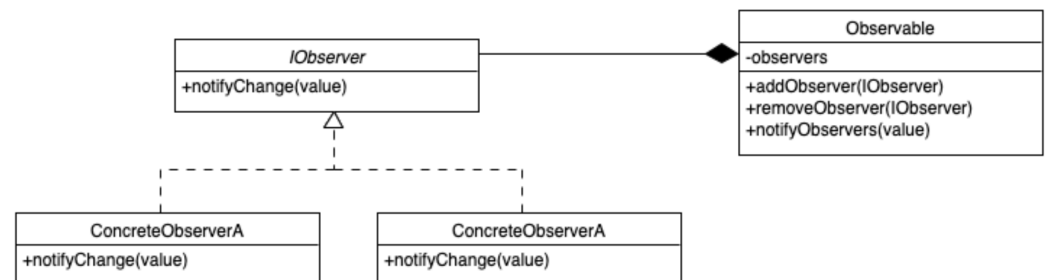 Observable
IObserver
-observers
+notifyChange(value)
+addObserver(IObserver)
+removeObserver(IObserver)
+notifyObservers(value)
ConcreteObserverA
ConcreteObserverA
+notifyChange(value)
+notifyChange(value)